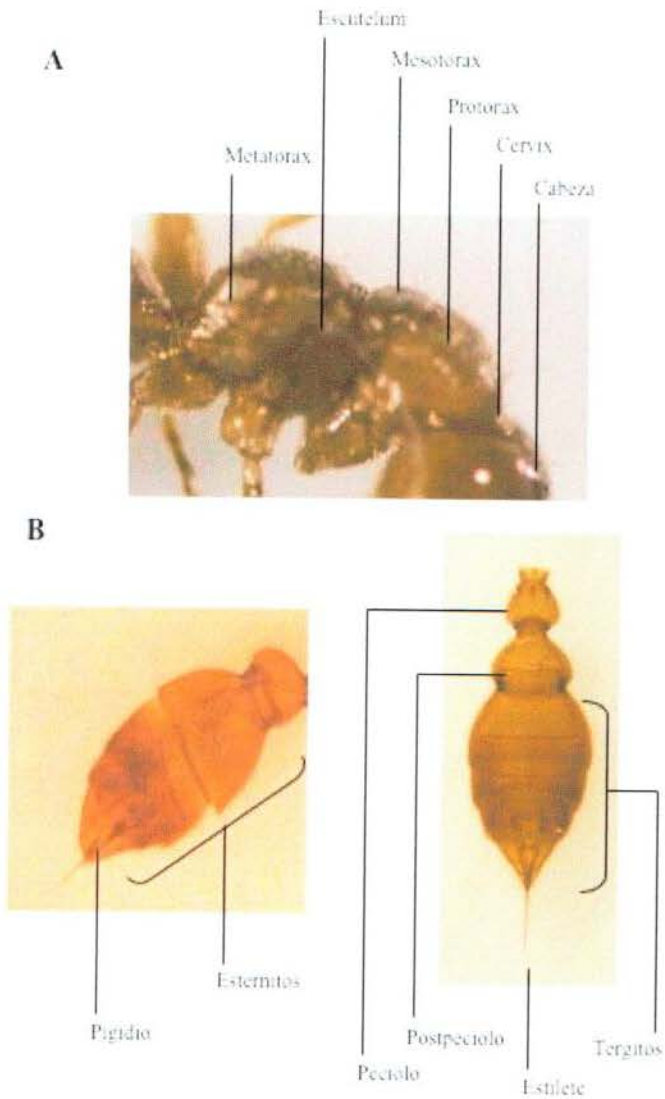 Escutelum
A
Mesotorax
Protorax
Cervix
Metatorax
Cabeza
B
Esternitos
Pigidio
Postpeciolo
Tergitos
Peciolo
Estilete